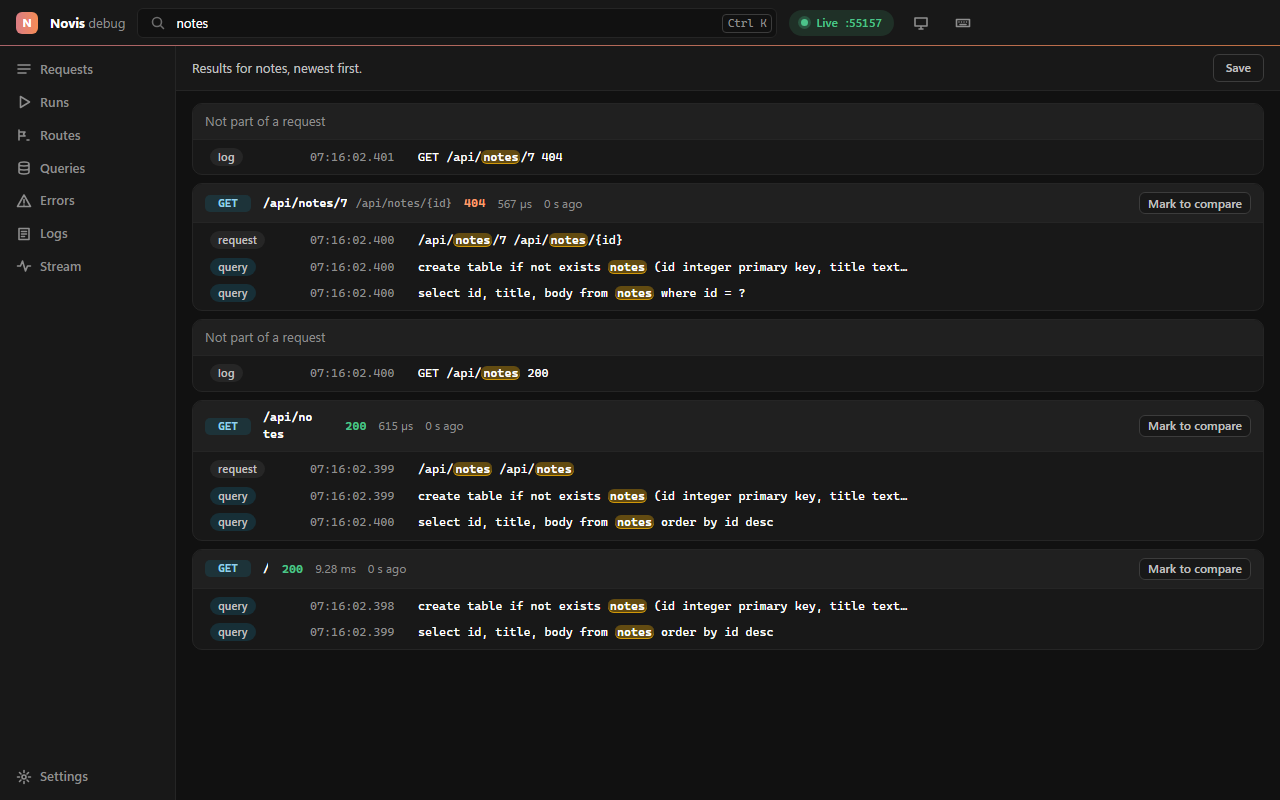 N Novis debug notes Ctrl K Live :55157
Requests
Runs
Routes
Queries
Errors
Logs
Stream
Settings
Results for notes, newest first. Save
Not part of a request
log 07:16:02.401 GET /api/notes/7 404
GET /api/notes/7 /api/notes/{id} 404 567 µs 0 s ago Mark to compare
request 07:16:02.400 /api/notes/7 /api/notes/{id}
query 07:16:02.400 create table if not exists notes (id integer primary key, title text…
query 07:16:02.400 select id, title, body from notes where id = ?
Not part of a request
log 07:16:02.400 GET /api/notes 200
GET /api/no
tes 200 615 µs 0 s ago Mark to compare
request 07:16:02.399 /api/notes /api/notes
query 07:16:02.399 create table if not exists notes (id integer primary key, title text…
query 07:16:02.400 select id, title, body from notes order by id desc
GET / 200 9.28 ms 0 s ago Mark to compare
query 07:16:02.398 create table if not exists notes (id integer primary key, title text…
query 07:16:02.399 select id, title, body from notes order by id desc